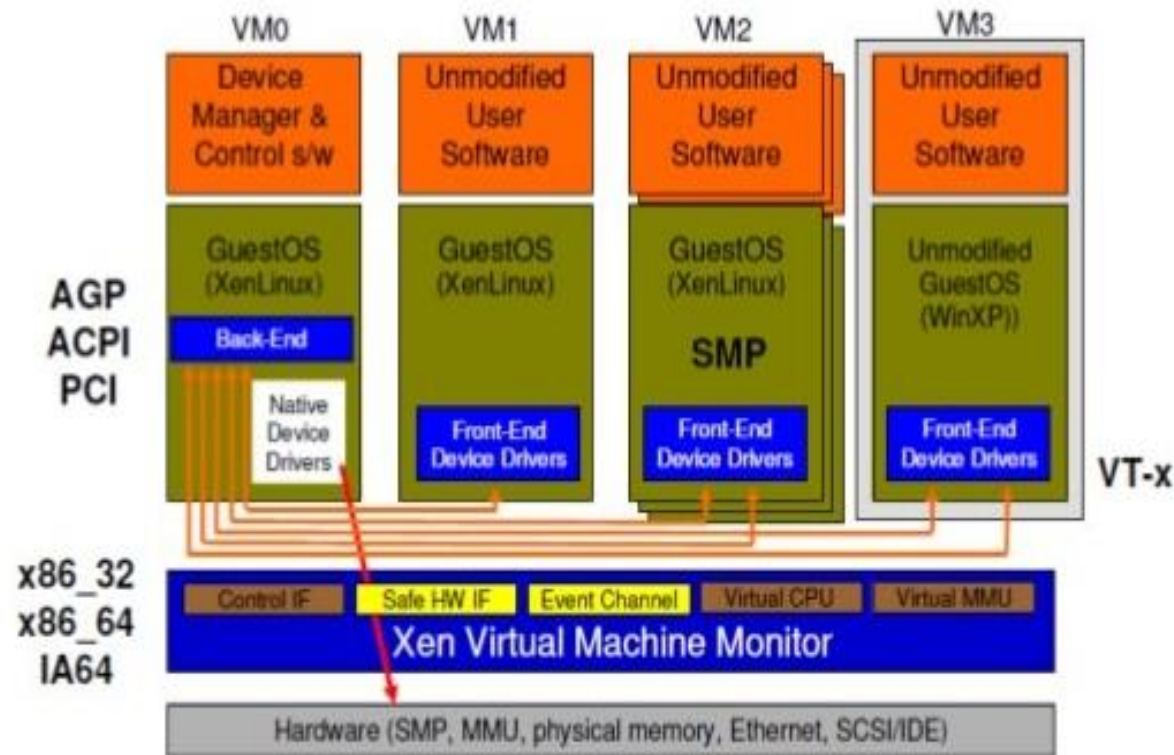 VM0
VM1
VM2
VM3
Device
Manager &
Control s/w
Unmodified
User
Software
Unmodified
User
Software
Unmodified
User
Software
GuestOS
(XenLinux)
GuestOS
(XenLinux)
GuestOS
(XenLinux)
Unmodified
GuestOS
(WinXP))
AGP
ACPI
PCI
Back-End
SMP
Native
Device
Drivers
Front-End
Device Drivers
Front-End
Device Drivers
Front-End
Device Drivers
VT-x
x86_32
x86_64
IA64
Control IF
Safe HW IF
Event Channel
Virtual CPU
Virtual MMU
Xen Virtual Machine Monitor
Hardware (SMP, MMU, physical memory, Ethernet, SCSI/IDE)